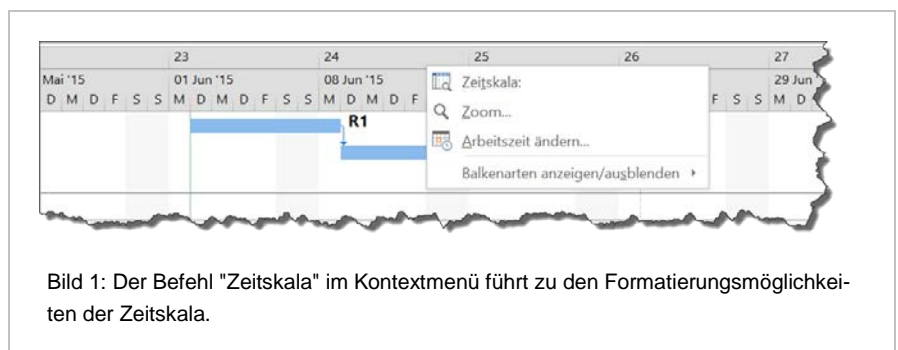 23 24 25 26 27
Mai '15 01 Jun '15 08 Jun '15 29 Jun
D M D F S S M D M D F S S M D M D F F S S M D
Zeitskala:
R1
Zoom...
Arbeitszeit ändern...
Balkenarten anzeigen/ausblenden
Bild 1: Der Befehl "Zeitskala" im Kontextmenü führt zu den Formatierungsmöglichkei-
ten der Zeitskala.